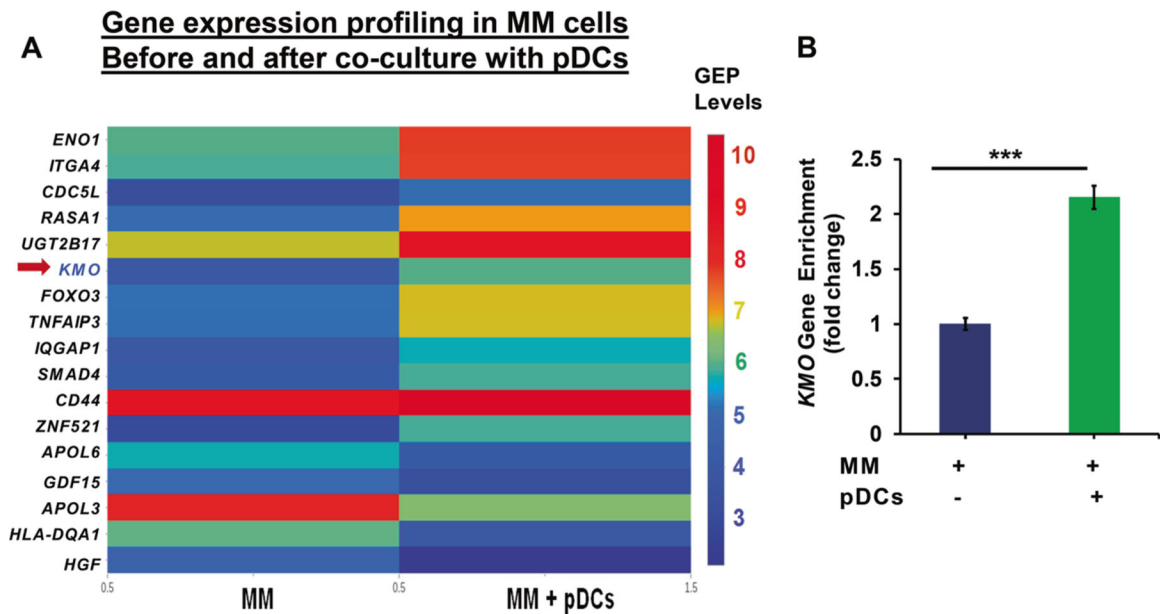 A
Gene expression profiling in MM cells
Before and after co-culture with pDCs
GEP
Levels
ENO1
ITGA4
CDC5L
RASA1
UGT2B17
KMO
FOXO3
TNFAIP3
IQGAP1
SMAD4
CD44
ZNF521
APOL6
GDF15
APOL3
HLA-DQA1
HGF
0.5
0.5
1.5
MM
MM + pDCs
10
9
8
7
6
5
4
3
B
KMO Gene Enrichment
(fold change)
2.5
2
1.5
1
0.5
0
***
MM + +
pDCs - +